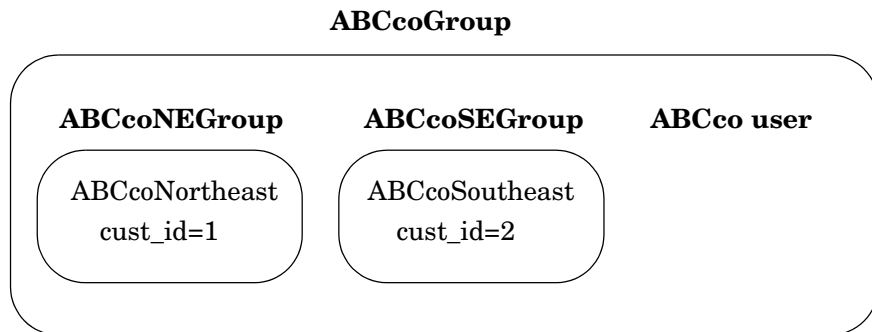 ABCcoGroup
ABCcoNEGroup ABCcoSEGroup ABCco user
ABCcoNortheast ABCcoSoutheast
cust_id=1 cust_id=2